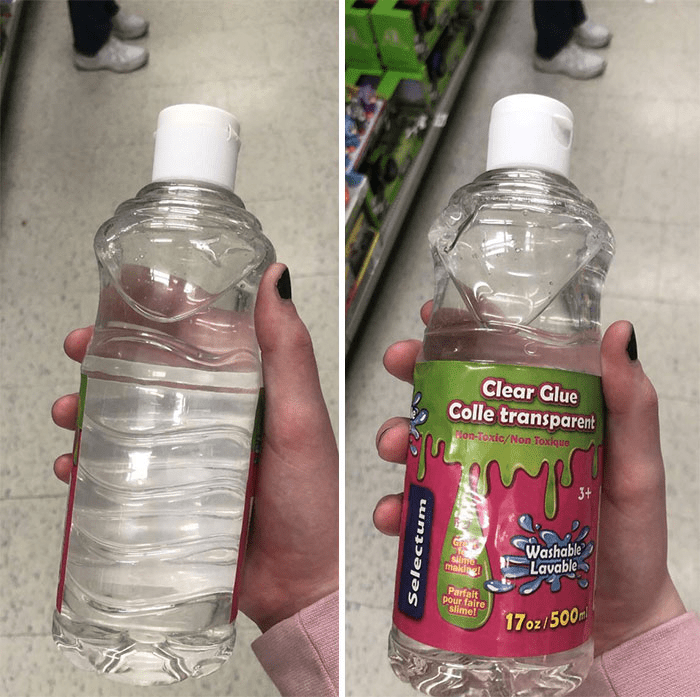 Clear Glue
Colle transparent
Non-Toxic/Non Toxique
3+
Selectum
slime
making!
Parfait
pour faire
slime!
Washable
Lavable
17oz/500m